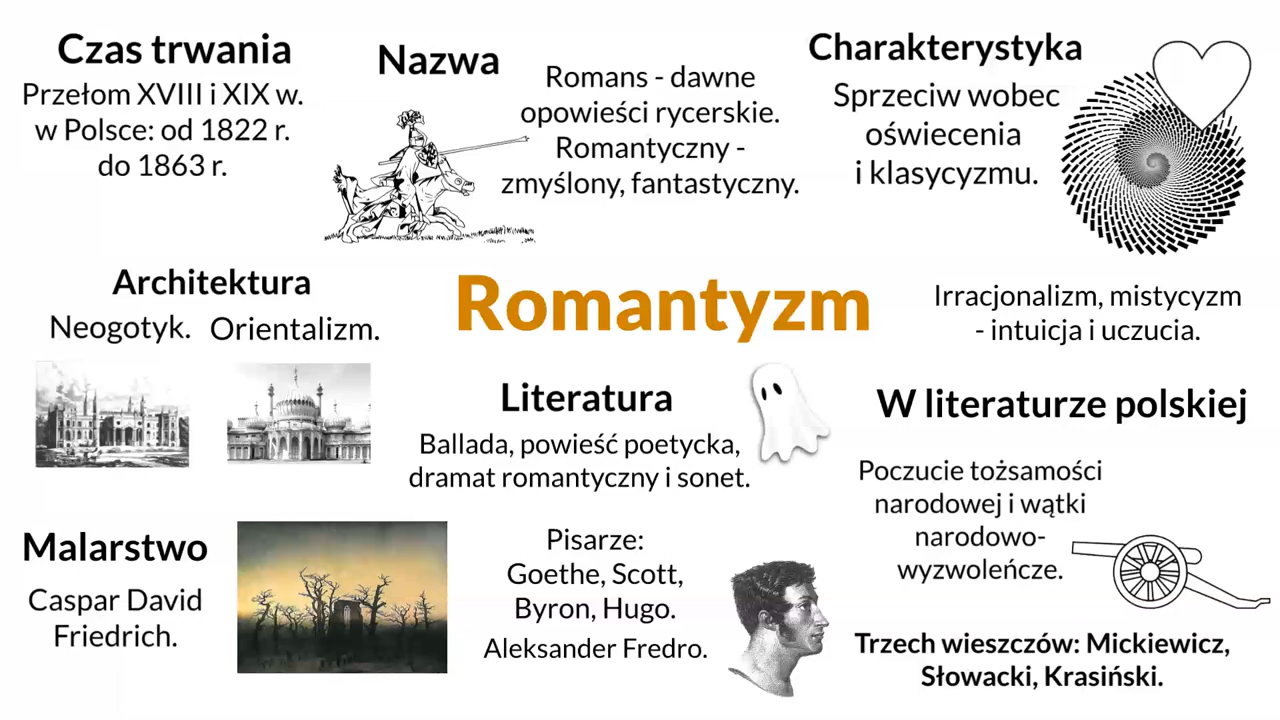 Czas trwania
Przełom XVIII i XIX w.
w Polsce: od 1822 r.
do 1863 r.
Nazwa
Romans - dawne
opowieści rycerskie.
Romantyczny -
zmyślony, fantastyczny.
Charakterystyka
Sprzeciw wobec
oświecenia
i klasycyzmu.
Irracjonalizm, mistycyzm
- intuicja i uczucia.
Romantyzm
Architektura
Neogotyk. Orientalizm.
Literatura
Ballada, powieść poetycka,
dramat romantyczny i sonet.
Pisarze:
Goethe, Scott,
Byron, Hugo.
Aleksander Fredro.
W literaturze polskiej
Poczucie tożsamości
narodowej i wątki
narodowo-
wyzwoleńcze.
Trzech wieszczów: Mickiewicz,
Słowacki, Krasiński.
Malarstwo
Caspar David
Friedrich.